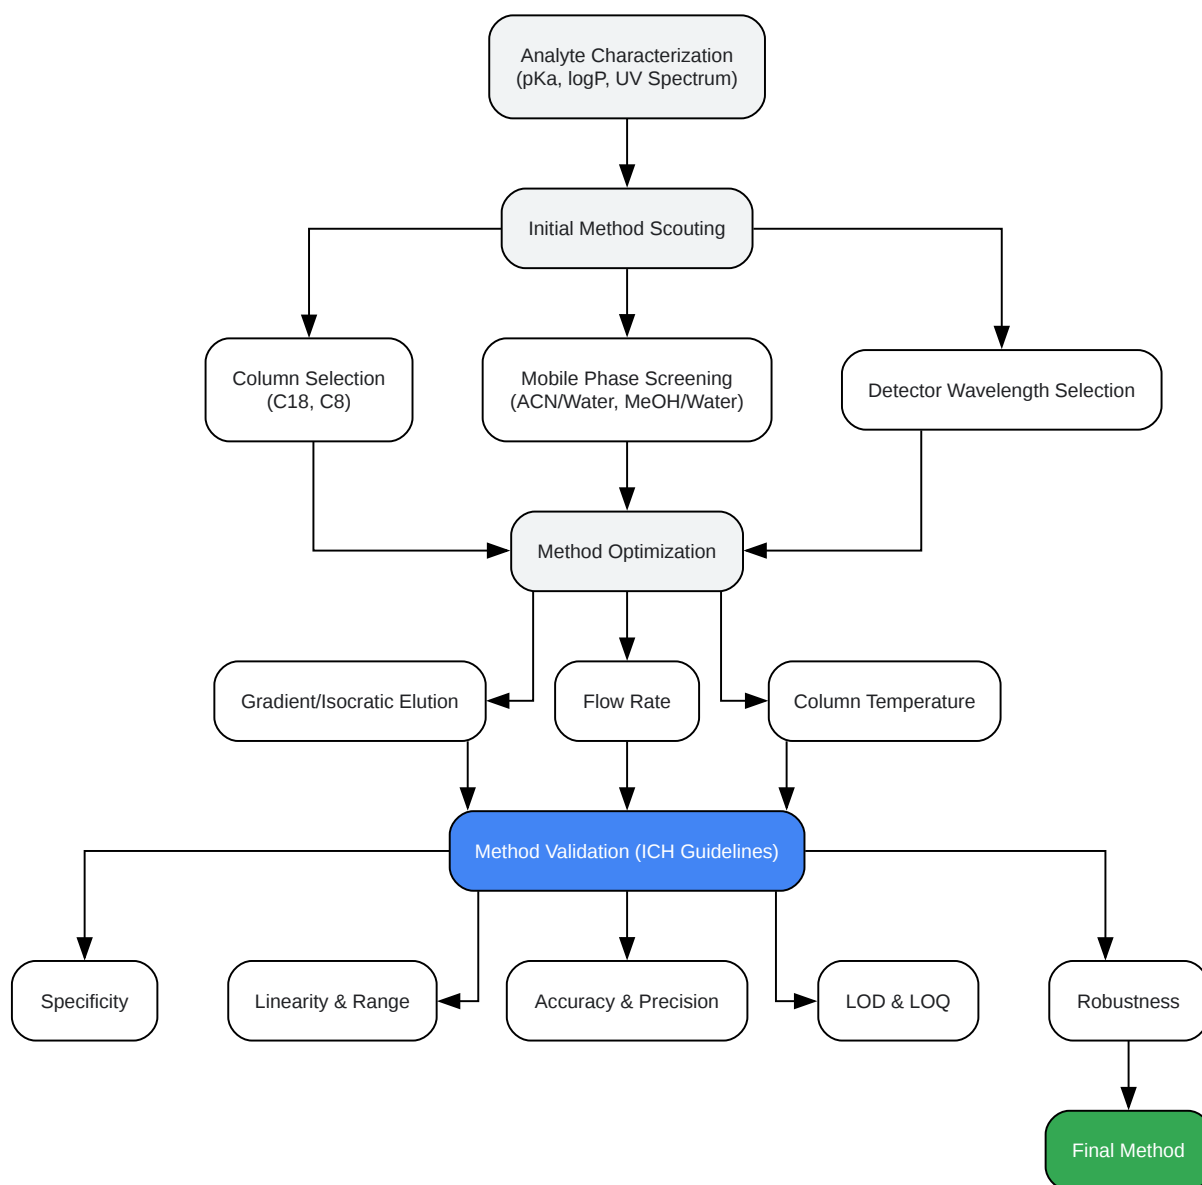 Analyte Characterization
(pKa, logP, UV Spectrum)
Initial Method Scouting
Column Selection
(C18, C8)
Mobile Phase Screening
(ACN/Water, MeOH/Water)
Detector Wavelength Selection
Method Optimization
Gradient/Isocratic Elution
Flow Rate
Column Temperature
Method Validation (ICH Guidelines)
Specificity
Linearity & Range
Accuracy & Precision
LOD & LOQ
Robustness
Final Method